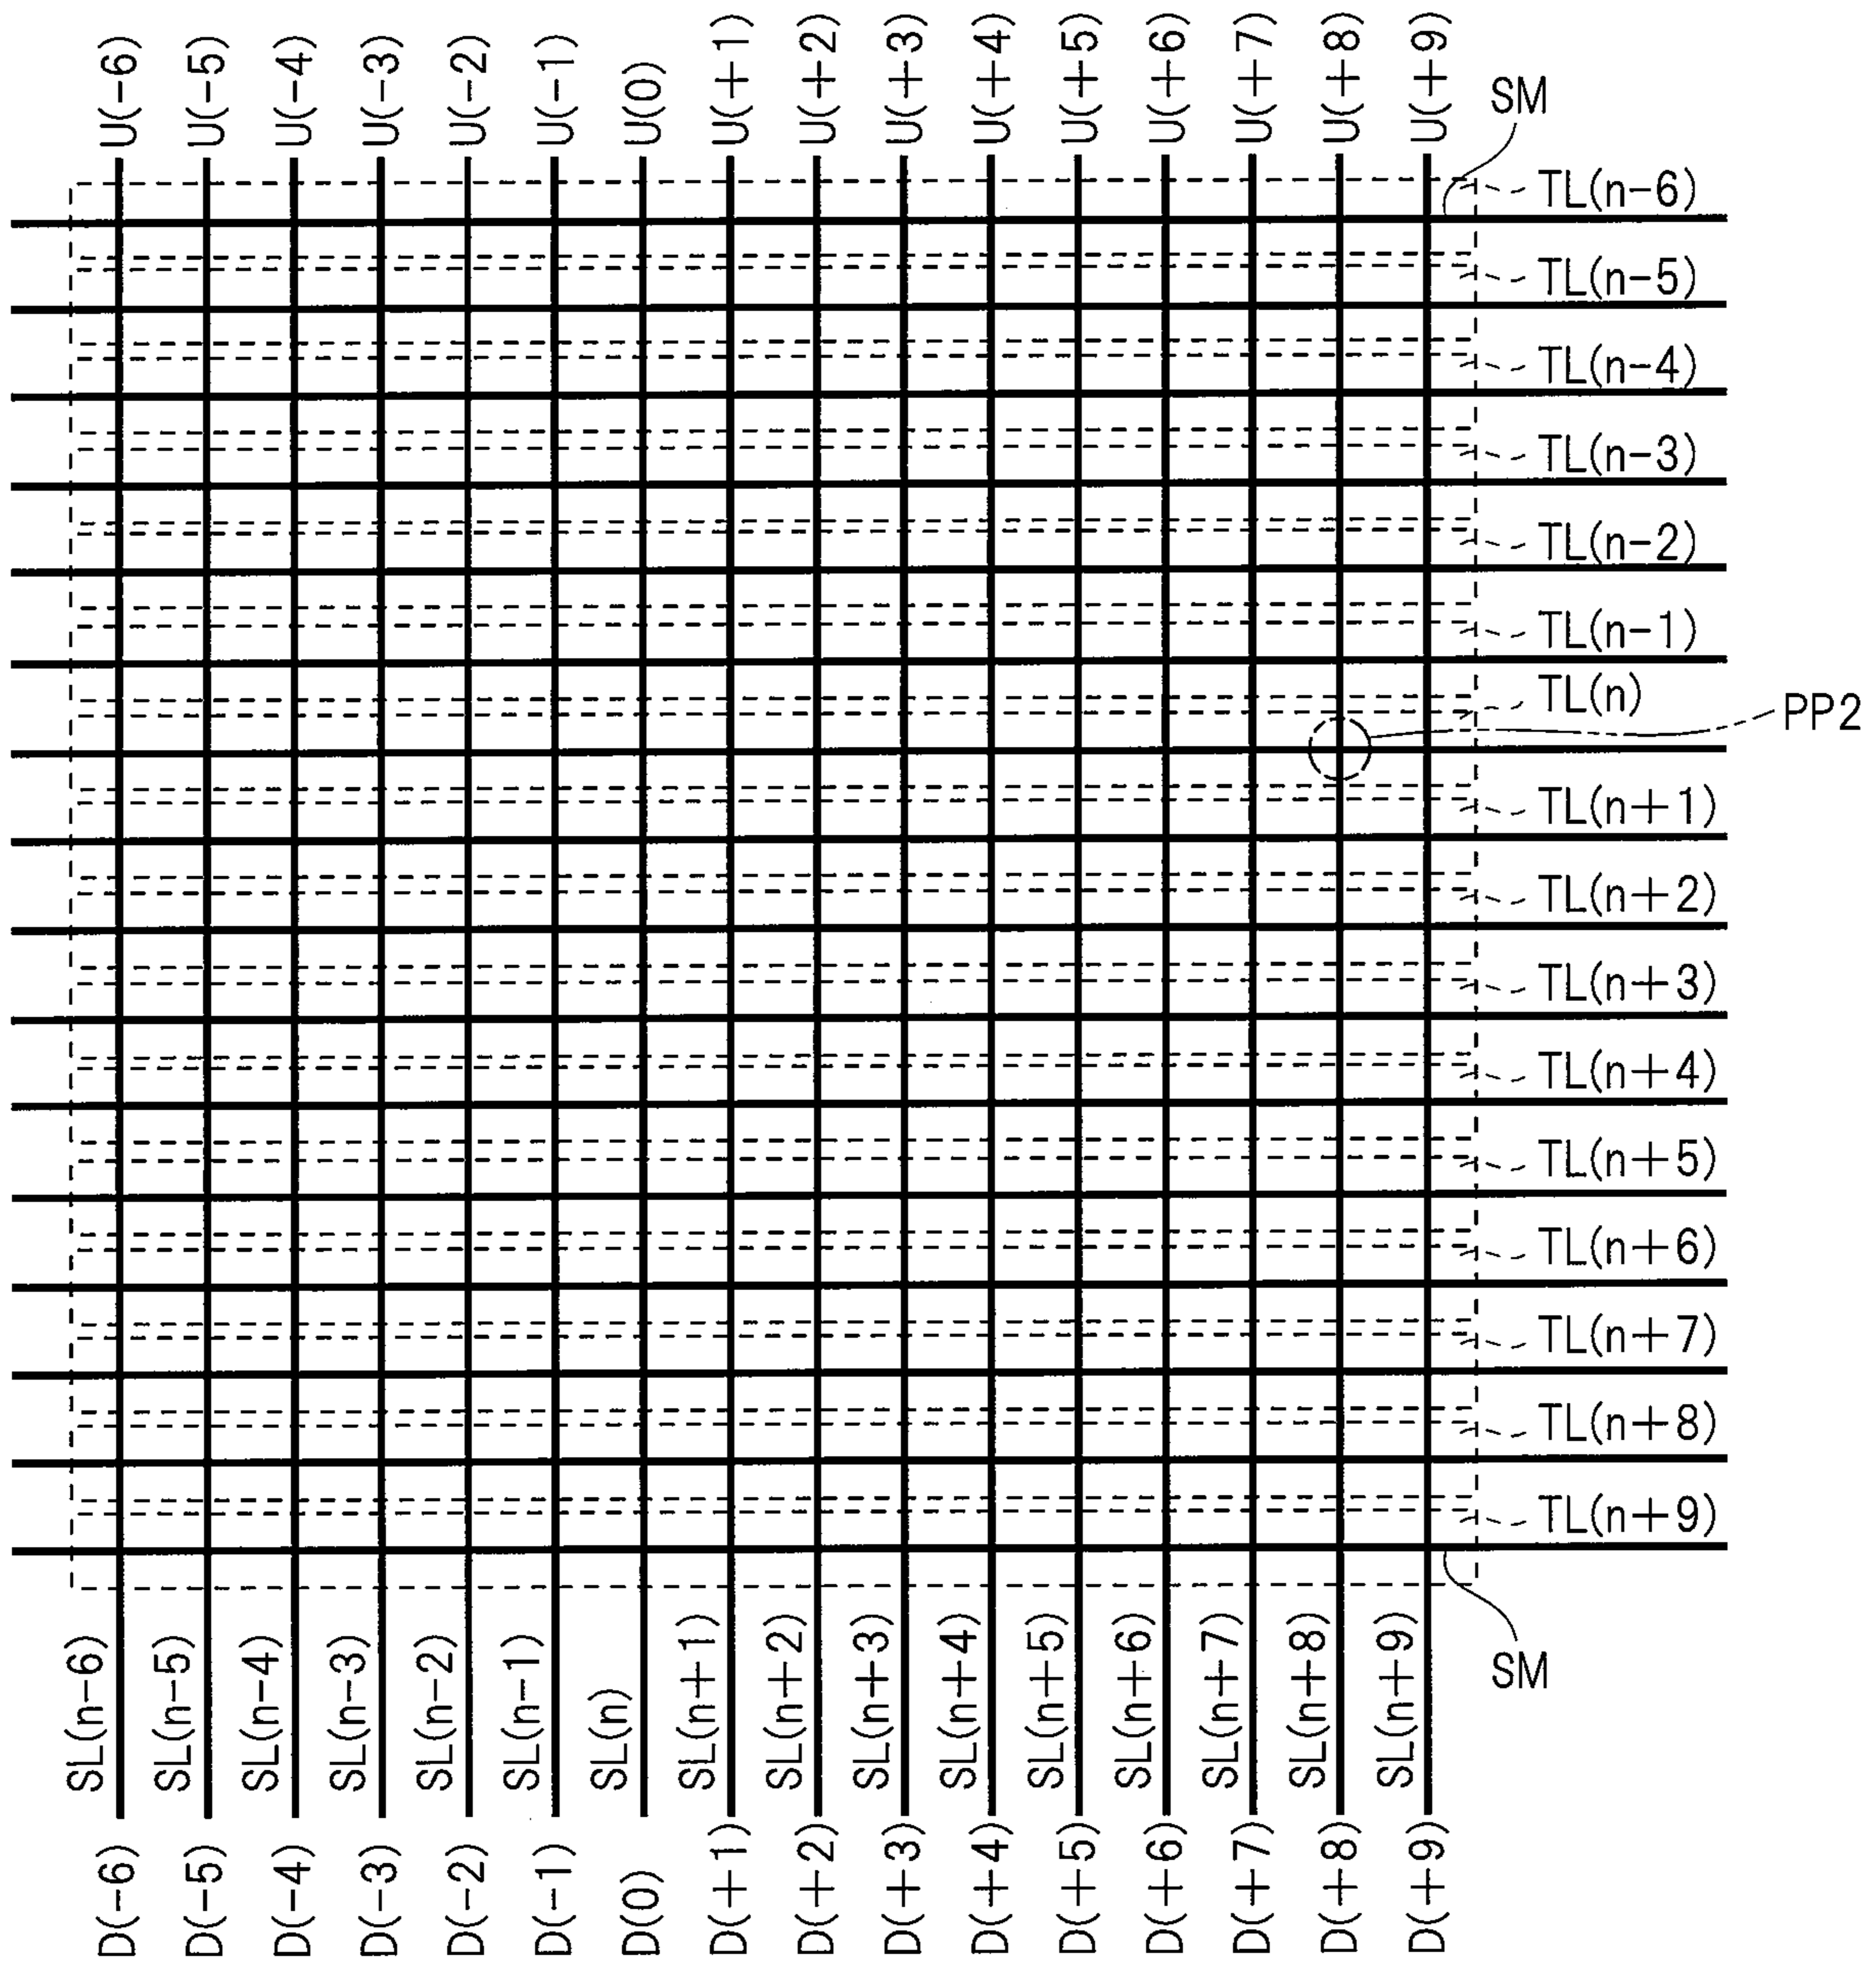 U(-6)
U(-5)
U(-4)
U(-3)
U(-2)
U(-1)
U(0)
U(+1)
U(+2)
U(+3)
U(+4)
U(+5)
U(+6)
U(+7)
U(+8)
U(+9)
SM
TL(n-6)
TL(n-5)
TL(n-4)
TL(n-3)
TL(n-2)
TL(n-1)
TL(n)
PP2
TL(n+1)
TL(n+2)
TL(n+3)
TL(n+4)
TL(n+5)
TL(n+6)
TL(n+7)
TL(n+8)
TL(n+9)
SM
SL(n-6)
SL(n-5)
SL(n-4)
SL(n-3)
SL(n-2)
SL(n-1)
SL(n)
SL(n+1)
SL(n+2)
SL(n+3)
SL(n+4)
SL(n+5)
SL(n+6)
SL(n+7)
SL(n+8)
SL(n+9)
D(-6)
D(-5)
D(-4)
D(-3)
D(-2)
D(-1)
D(0)
D(+1)
D(+2)
D(+3)
D(+4)
D(+5)
D(+6)
D(+7)
D(+8)
D(+9)